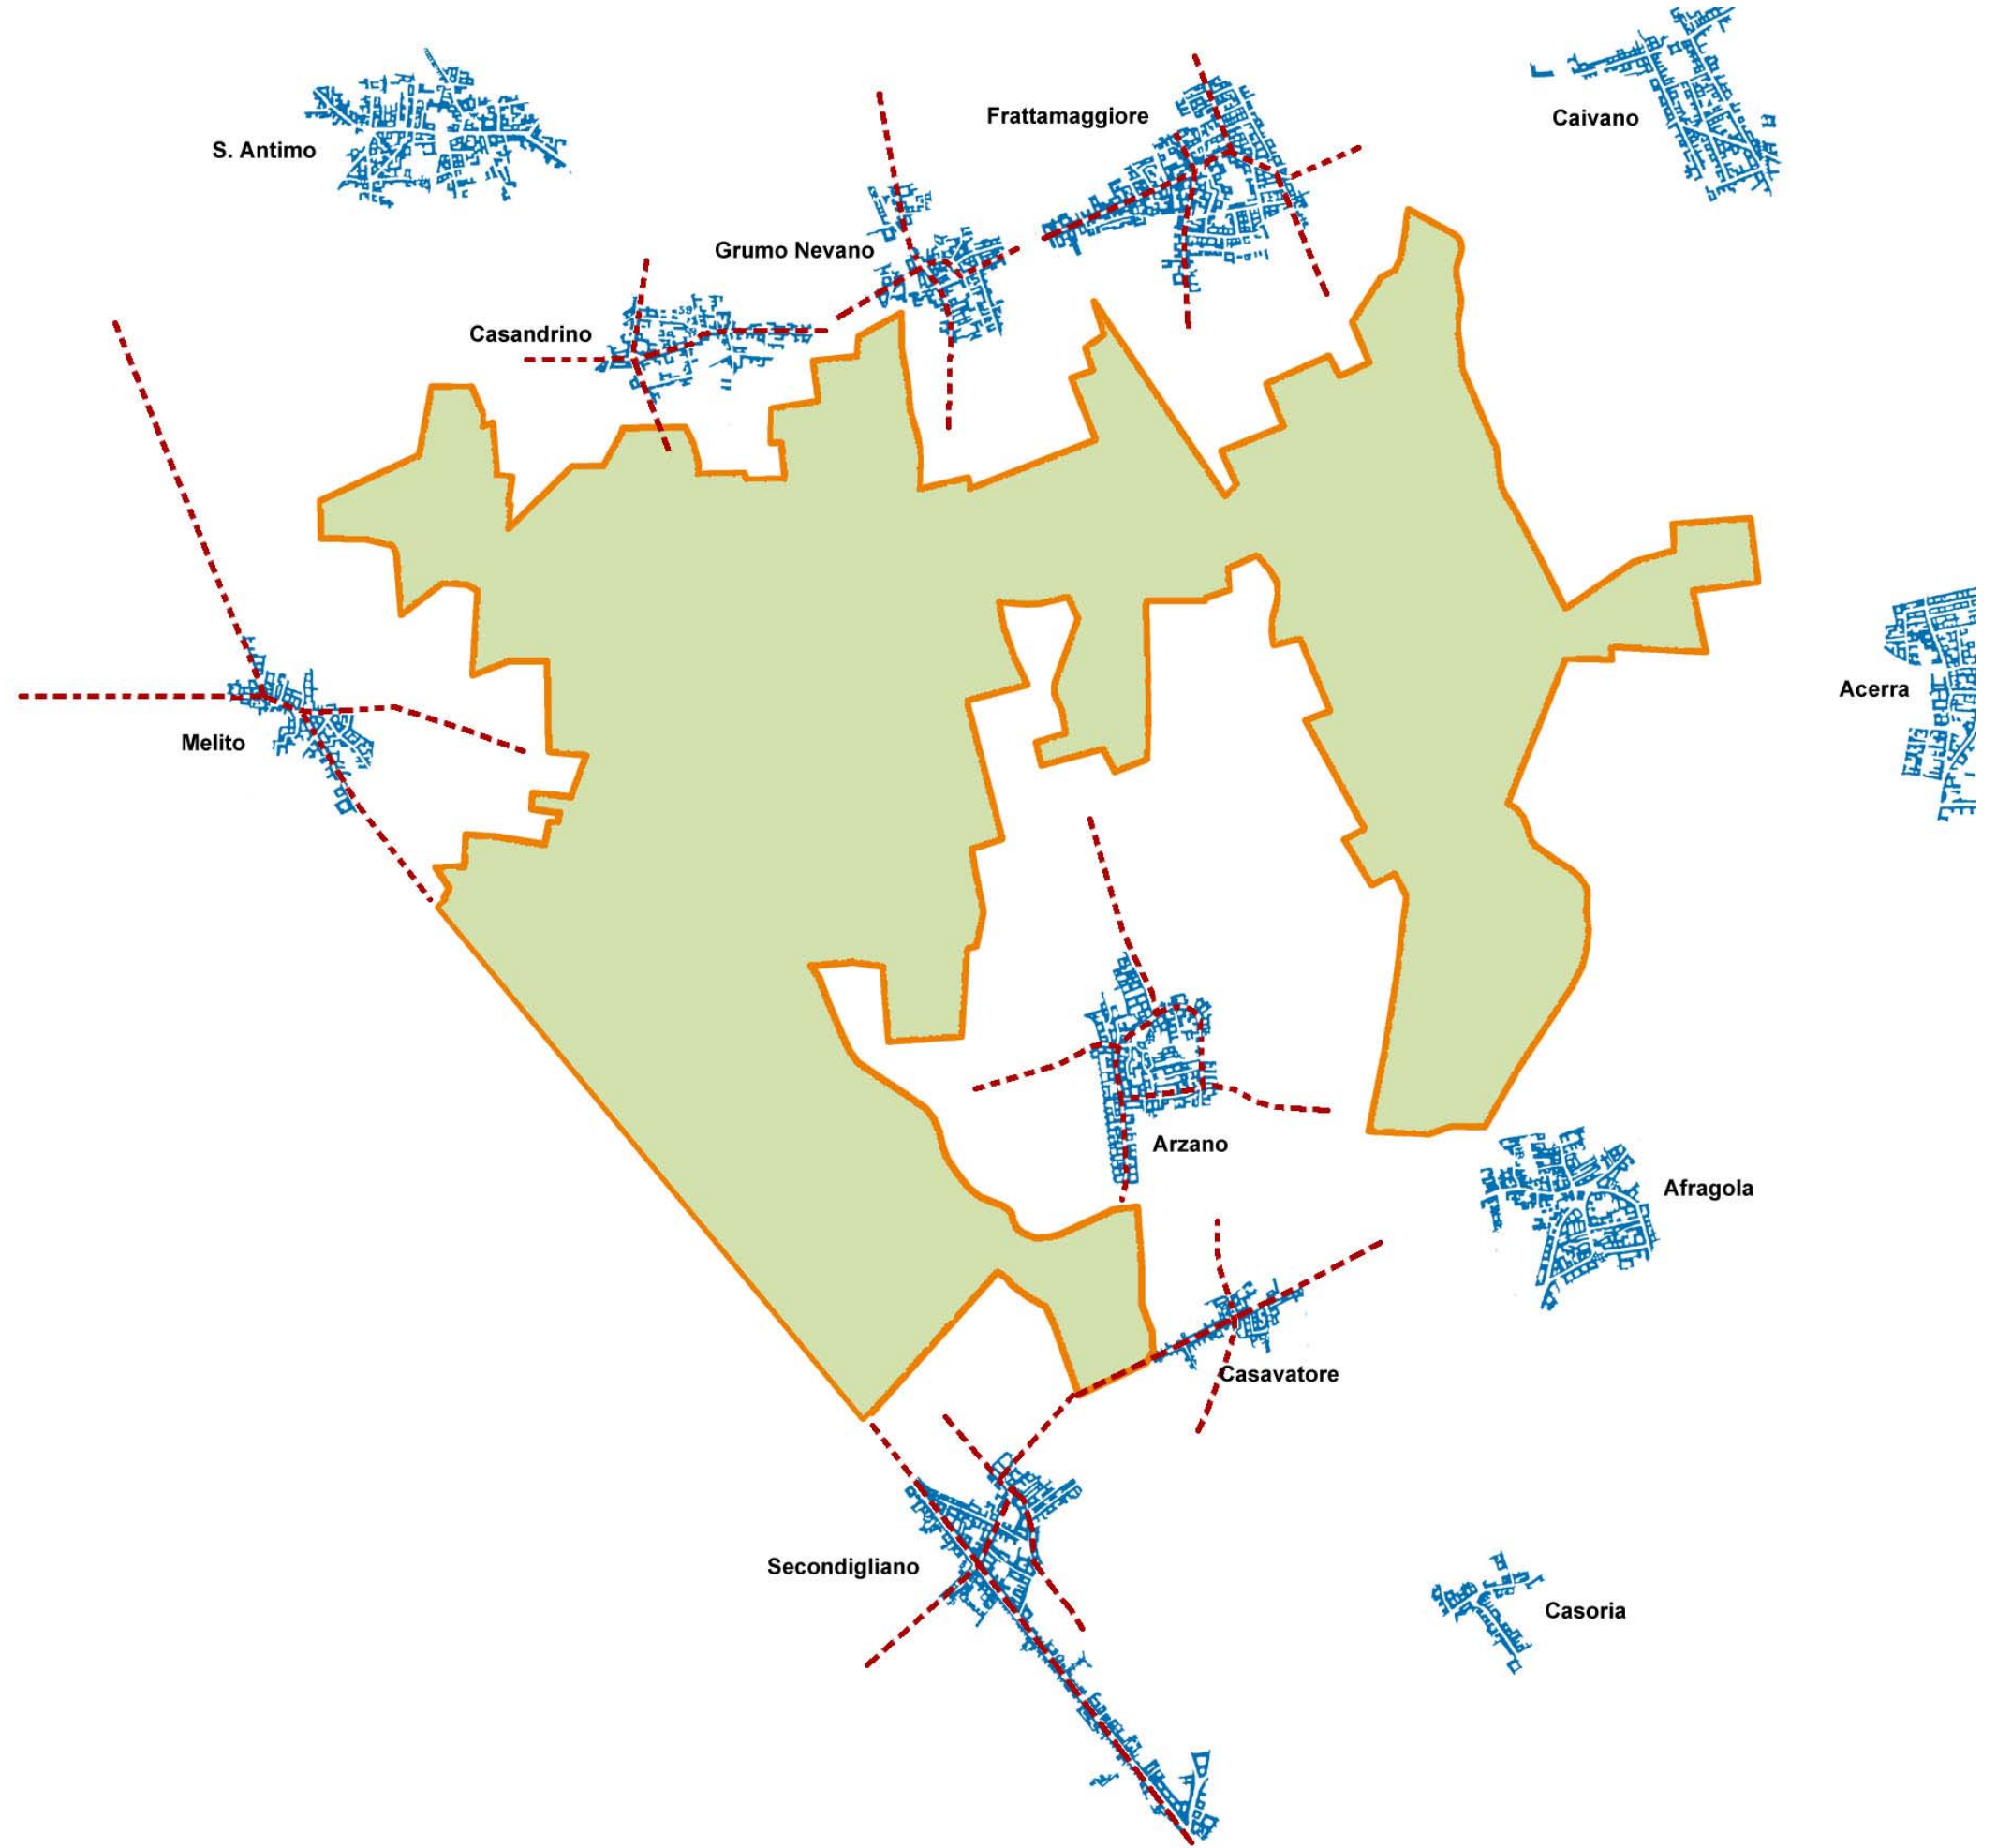 Frattamaggiore
Caivano
S. Antimo
Grumo Nevano
Casandrino
Acerra
Melito
Arzano
Afragola
Casavatore
Secondigliano
Casoria